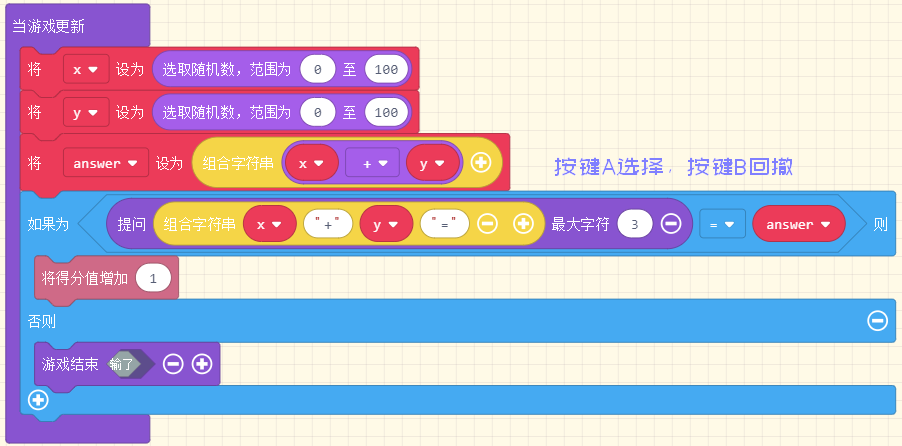 当游戏更新
将 x 设为 选取随机数，范围为 0 至 100
将 y 设为 选取随机数，范围为 0 至 100
将 answer 设为 组合字符串 x + y
按键A选择，按键B回撤
如果为 提问 组合字符串 x "+" y "=" 最大字符 3 = answer 则
将得分值增加 1
否则
游戏结束 输了